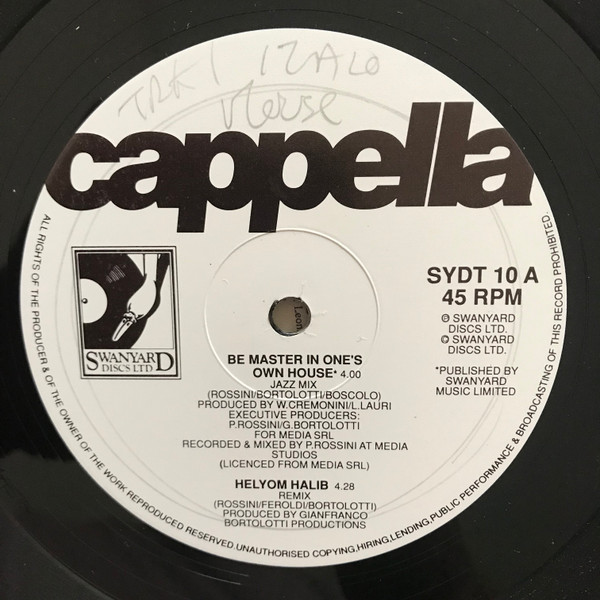 TRK 1 ITALO
House
cappella
SWANYARD
DISCS LTD
SYDT 10 A
45 RPM
℗ SWANYARD
DISCS LTD.
© SWANYARD
DISCS LTD.
*PUBLISHED BY
SWANYARD
MUSIC LIMITED
Leon
BE MASTER IN ONE'S
OWN HOUSE* 4.00
JAZZ MIX
(ROSSINI/BORTOLOTTI/BOSCOLO)
PRODUCED BY W.CREMONINI/L.LAURI
EXECUTIVE PRODUCERS:
P.ROSSINI/G.BORTOLOTTI
FOR MEDIA SRL
RECORDED & MIXED BY P.ROSSINI AT MEDIA
STUDIOS
(LICENCED FROM MEDIA SRL)
HELYOM HALIB 4.28
REMIX
(ROSSINI/FEROLDI/BORTOLOTTI)
PRODUCED BY GIANFRANCO
BORTOLOTTI PRODUCTIONS
ALL RIGHTS OF THE PRODUCER & OF THE OWNER OF THE WORK REPRODUCED RESERVED.UNAUTHORISED COPYING,HIRING,LENDING,PUBLIC PERFORMANCE & BROADCASTING OF THIS RECORD PROHIBITED.